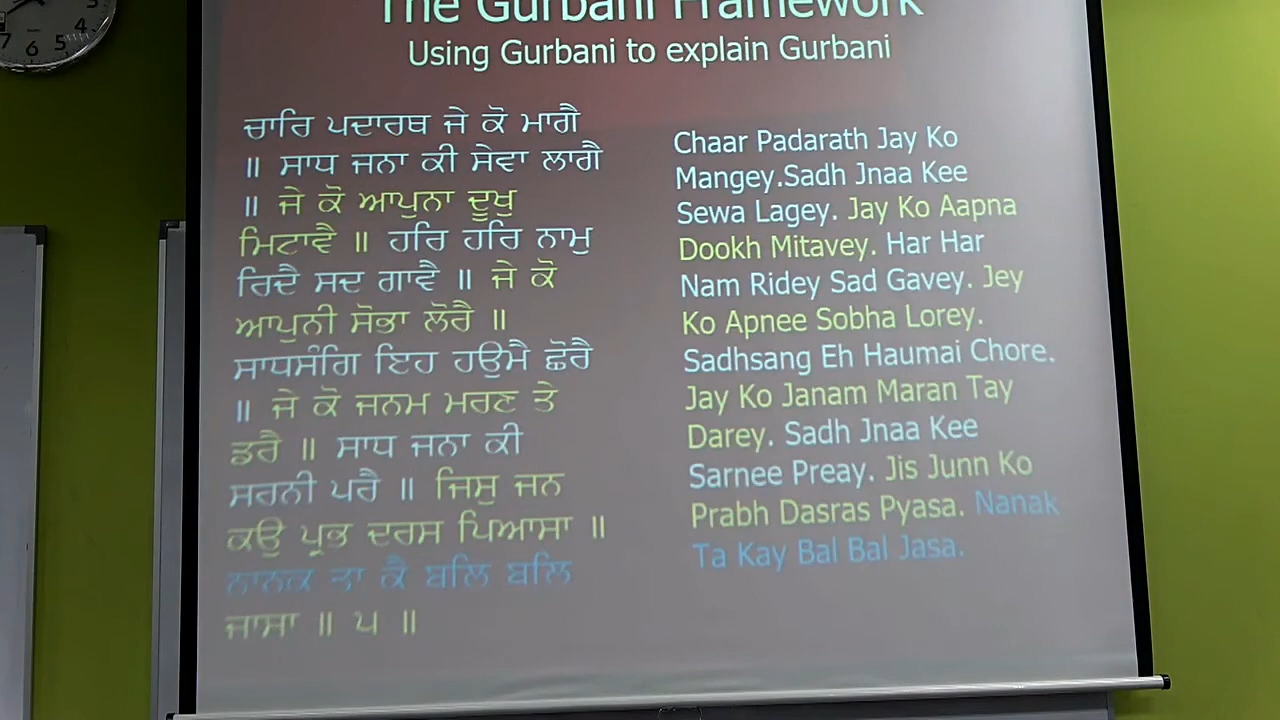 The Gurbani Framework
Using Gurbani to explain Gurbani
ਚਾਰਿ ਪਦਾਰਥ ਜੇ ਕੋ ਮਾਗੈ
॥ ਸਾਧ ਜਨਾ ਕੀ ਸੇਵਾ ਲਾਗੈ
॥ ਜੇ ਕੋ ਆਪੁਨਾ ਦੂਖੁ
ਮਿਟਾਵੈ ॥ ਹਰਿ ਹਰਿ ਨਾਮੁ
ਰਿਦੈ ਸਦ ਗਾਵੈ ॥ ਜੇ ਕੋ
ਆਪੁਨੀ ਸੋਭਾ ਲੋਰੈ ॥
ਸਾਧਸੰਗਿ ਇਹ ਹਉਮੈ ਛੋਰੈ
॥ ਜੇ ਕੋ ਜਨਮ ਮਰਣ ਤੇ
ਡਰੈ ॥ ਸਾਧ ਜਨਾ ਕੀ
ਸਰਨੀ ਪਰੈ ॥ ਜਿਸੁ ਜਨ
ਕਉ ਪ੍ਰਭ ਦਰਸ ਪਿਆਸਾ ॥
ਨਾਨਕ ਤਾ ਕੈ ਬਲਿ ਬਲਿ
ਜਾਸਾ ॥ ੫ ॥
Chaar Padarath Jay Ko
Mangey.Sadh Jnaa Kee
Sewa Lagey. Jay Ko Aapna
Dookh Mitavey. Har Har
Nam Ridey Sad Gavey. Jey
Ko Apnee Sobha Lorey.
Sadhsang Eh Haumai Chore.
Jay Ko Janam Maran Tay
Darey. Sadh Jnaa Kee
Sarnee Preay. Jis Junn Ko
Prabh Dasras Pyasa. Nanak
Ta Kay Bal Bal Jasa.
4
5
6
7